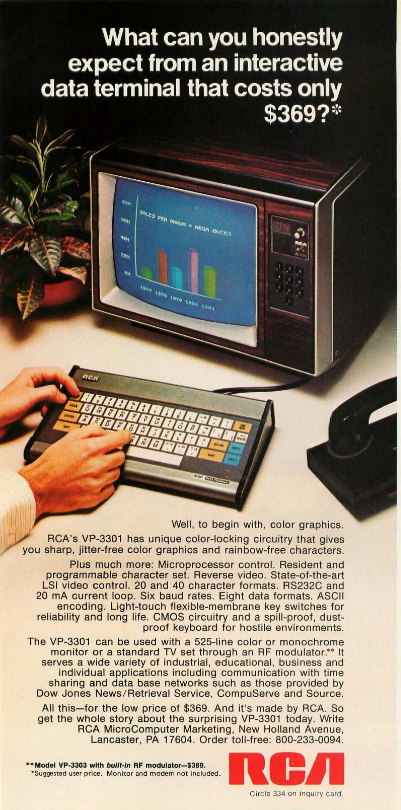 What can you honestly
expect from an interactive
data terminal that costs only
$369?*
SALES PER ANNUM = MEGA BUCKS
1977 1978 1979 1980 1981
RCA
RCA
Well, to begin with, color graphics.
RCA's VP-3301 has unique color-locking circuitry that gives
you sharp, jitter-free color graphics and rainbow-free characters.
Plus much more: Microprocessor control. Resident and
programmable character set. Reverse video. State-of-the-art
LSI video control. 20 and 40 character formats. RS232C and
20 mA current loop. Six baud rates. Eight data formats. ASCII
encoding. Light-touch flexible-membrane key switches for
reliability and long life. CMOS circuitry and a spill-proof, dust-
proof keyboard for hostile environments.
The VP-3301 can be used with a 525-line color or monochrome
monitor or a standard TV set through an RF modulator.** It
serves a wide variety of industrial, educational, business and
individual applications including communication with time
sharing and data base networks such as those provided by
Dow Jones News/Retrieval Service, CompuServe and Source.
All this—for the low price of $369. And it's made by RCA. So
get the whole story about the surprising VP-3301 today. Write
RCA MicroComputer Marketing, New Holland Avenue,
Lancaster, PA 17604. Order toll-free: 800-233-0094.
**Model VP-3303 with built-in RF modulator—$389.
*Suggested user price. Monitor and modem not included.
RCA
Circle 334 on inquiry card.